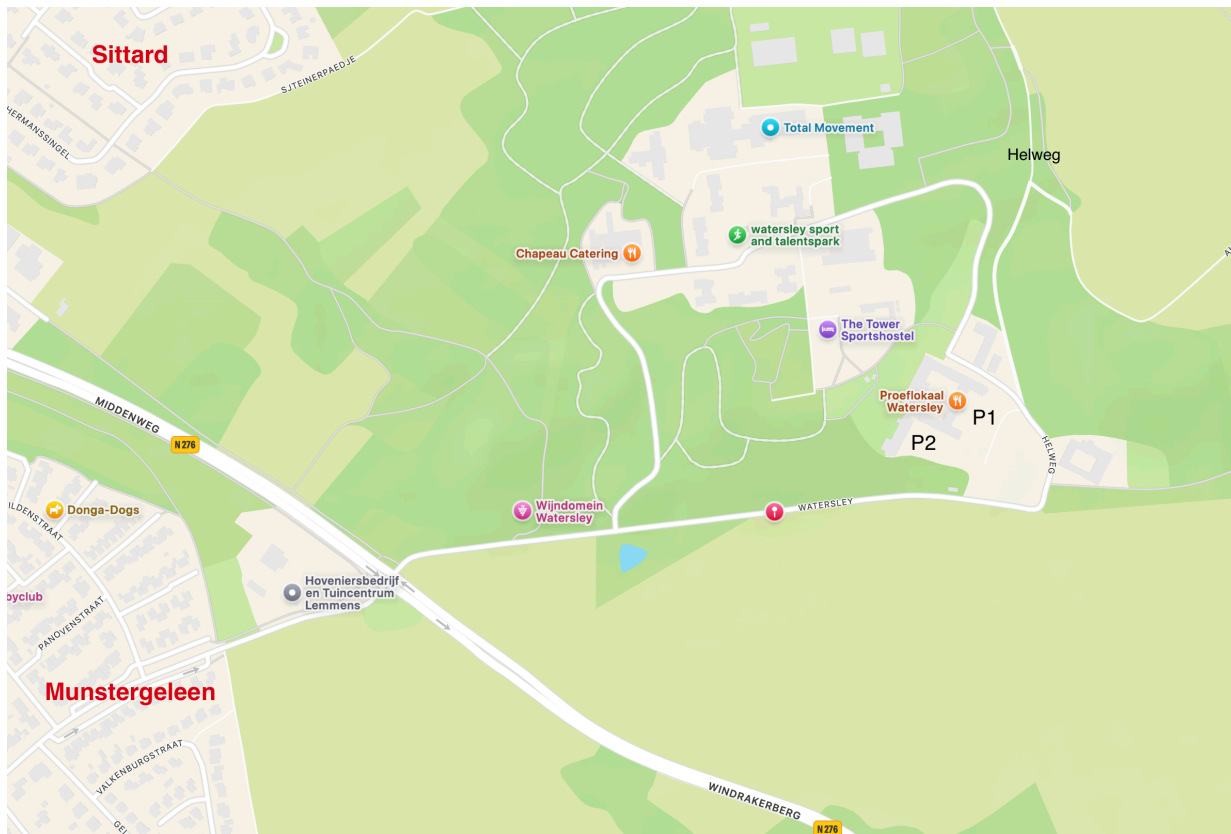 Sittard
SJTEINERPAEDJE
HERMANSSINGEL
Total Movement
Helweg
watersley sport
and talentspark
Chapeau Catering
The Tower
Sportshostel
Proeflokaal
Watersley
P1
P2
HELWEG
MIDDENWEG
N276
Donga-Dogs
Wijndomein
Watersley
WATERSLEY
Hoveniersbedrijf
en Tuincentrum
Lemmens
PANOVENSTRAAT
Munstergeleen
VALKENBURGSTRAAT
WINDRAKERBERG
N276